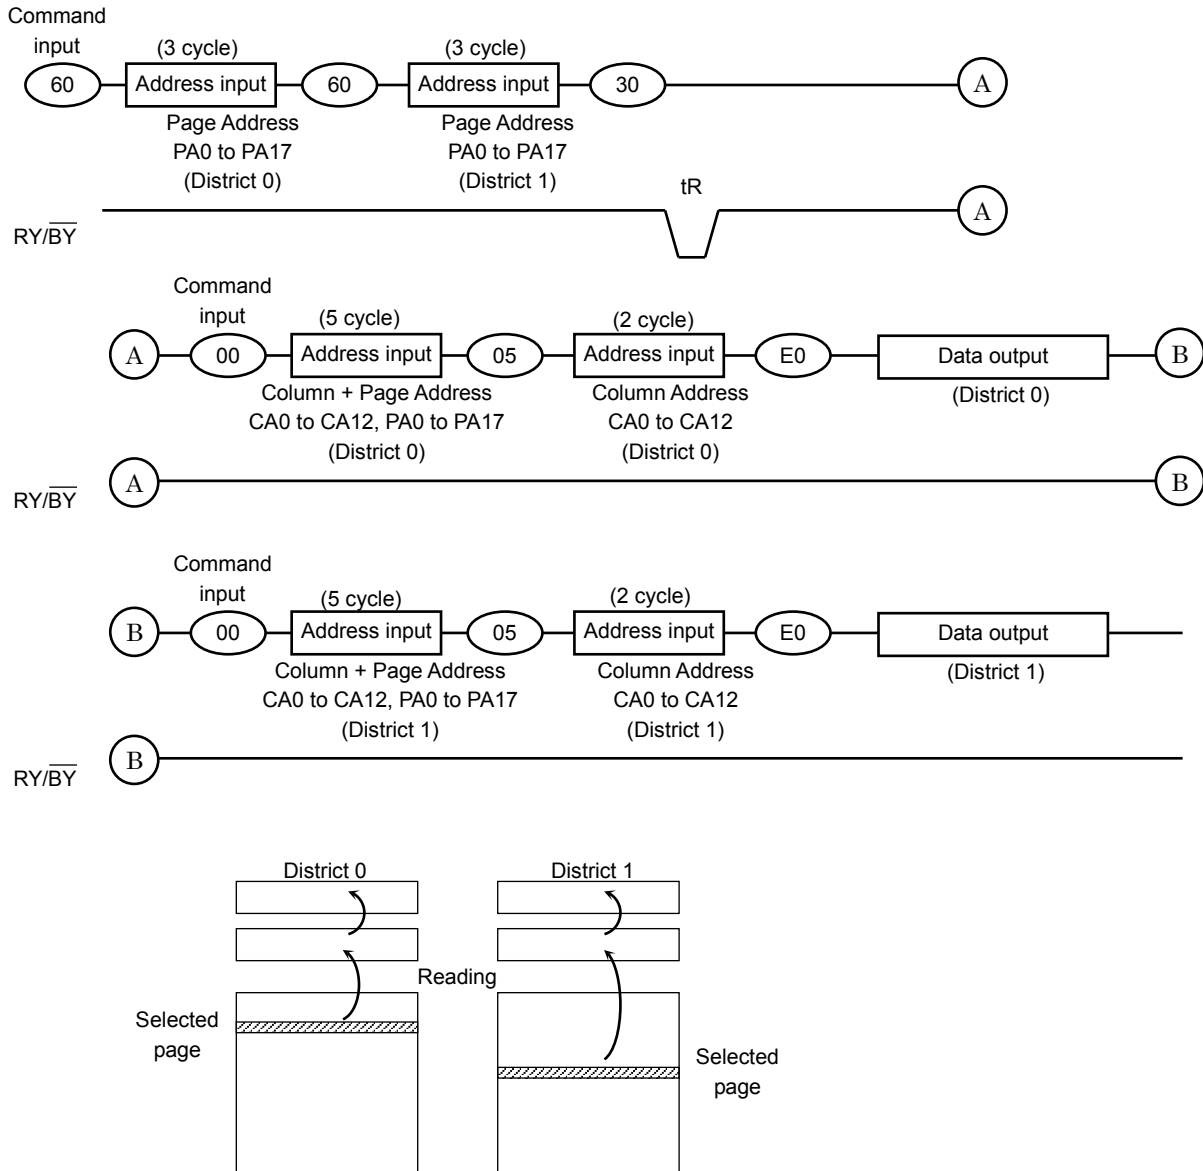 Command
input
(3 cycle)
(3 cycle)
60
Address input
60
Address input
30
A
Page Address
PA0 to PA17
(District 0)
Page Address
PA0 to PA17
(District 1)
tR
A
RY/BY
Command
input
(5 cycle)
(2 cycle)
A
00
Address input
05
Address input
E0
Data output
B
Column + Page Address
CA0 to CA12, PA0 to PA17
(District 0)
Column Address
CA0 to CA12
(District 0)
(District 0)
A
B
RY/BY
Command
input
(5 cycle)
(2 cycle)
B
00
Address input
05
Address input
E0
Data output
Column + Page Address
CA0 to CA12, PA0 to PA17
(District 1)
Column Address
CA0 to CA12
(District 1)
(District 1)
B
RY/BY
District 0
District 1
Reading
Selected
page
Selected
page